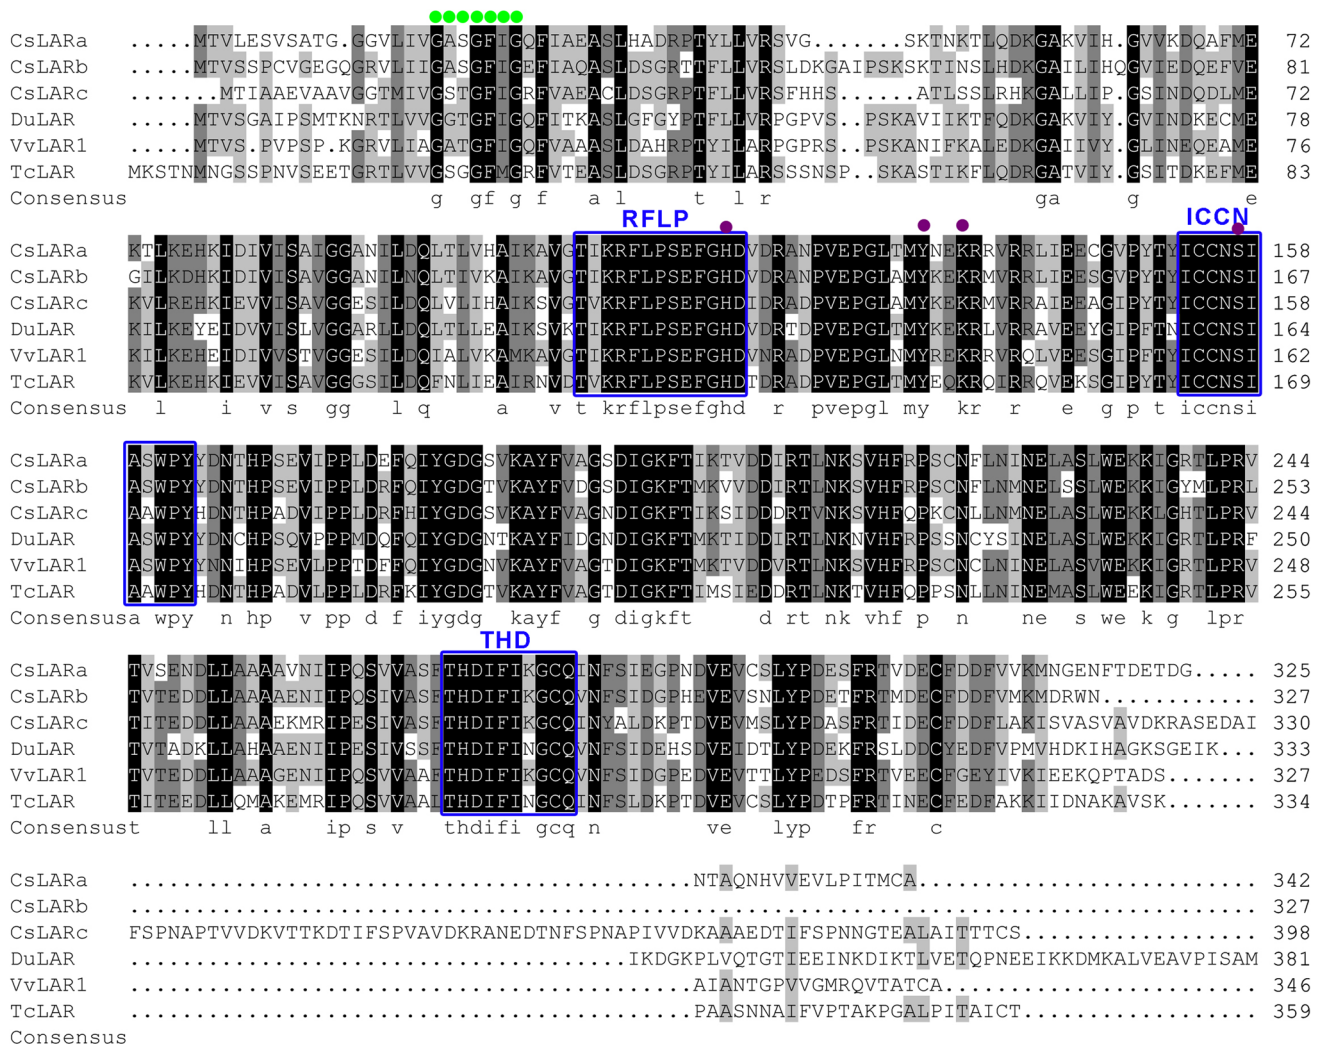 CsLARa .....MTVLESVSATG.GGVLIVGASGFIGQFIAEASLHADRPTYLLVRSVG.......SKTNKTLQDKGAKVIH.GVVKDQAFME 72
CsLARb .....MTVSSPCVGEGQGRVLIIGASGFIGEFIAQASLDSGRTTFLLVRSLDKGAIPSKSKTINSLHDKGAILIHQGVIEDQEFVE 81
CsLARc .......MTIAAEVAAVGGTMIVGSTGFIGRFVAEACLDSGRPTFLLVRSFHHS......ATLSSLRHKGALLIP.GSINDQDLME 72
DuLAR .....MTVSGAIPSMTKNRTLVVGGTGFIGQFITKASLGFGYPTFLLVRPGPVS..PSKAVIIKTFQDKGAKVIY.GVINDKECME 78
VvLAR1 .....MTVS.PVPSP.KGRVLIAGATGFIGQFVAAASLDAHRPTYILARPGPRS..PSKANIFKALEDKGAIIVY.GLINEQEAME 76
TcLAR MKSTNMNGSSPNVSEETGRTLVVGSGGFMGRFVTEASLDSGRPTYILARSSSNSP..SKASTIKFLQDRGATVIY.GSITDKEFME 83
Consensus g gf g f a l t l r ga g e
RFLP ICCN
CsLARa KTLKEHKIDIVISAIGGANILDQLTLVHAIKAVGTIKRFLPSEFGHDVDRANPVEPGLTMYNEKRRVRRLIEECGVPYTYICCNSI 158
CsLARb GILKDHKIDIVISAVGGANILNQLTIVKAIKAVGTIKRFLPSEFGHDVDRANPVEPGLAMYKEKRMVRRLIEESGVPYTYICCNSI 167
CsLARc KVLREHKIEVVISAVGGESILDQLVLIHAIKSVGTVKRFLPSEFGHDIDRADPVEPGLAMYKEKRMVRRAIEEAGIPYTYICCNSI 158
DuLAR KILKEYEIDVVISLVGGARLLDQLTLLEAIKSVKTIKRFLPSEFGHDVDRTDPVEPGLTMYKEKRLVRRAVEEYGIPFTNICCNSI 164
VvLAR1 KILKEHEIDIVVSTVGGESILDQIALVKAMKAVGTIKRFLPSEFGHDVNRADPVEPGLNMYREKRRVRQLVEESGIPFTYICCNSI 162
TcLAR KVLKEHKIEVVISAVGGGSILDQFNLIEAIRNVDTVKRFLPSEFGHDTDRADPVEPGLTMYEQKRQIRRQVEKSGIPYTYICCNSI 169
Consensus l i v s gg l q a v t krflpsefghd r pvepgl my kr r e g p t iccnsi
CsLARa ASWPYYDNTHPSEVIPPLDEFQIYGDGSVKAYFVAGSDIGKFTIKTVDDIRTLNKSVHFRPSCNFLNINELASLWEKKIGRTLPRV 244
CsLARb ASWPYYDNTHPSEVIPPLDRFQIYGDGTVKAYFVDGSDIGKFTMKVVDDIRTLNKSVHFRPSCNFLNMNELSSLWEKKIGYMLPRL 253
CsLARc AAWPYHDNTHPADVIPPLDRFHIYGDGSVKAYFVAGNDIGKFTIKSIDDDRTVNKSVHFQPKCNLLNMNELASLWEKKLGHTLPRV 244
DuLAR ASWPYYDNCHPSQVPPPMDQFQIYGDGNTKAYFIDGNDIGKFTMKTIDDIRTLNKNVHFRPSSNCYSINELASLWEKKIGRTLPRF 250
VvLAR1 ASWPYYNNIHPSEVLPPTDFFQIYGDGNVKAYFVAGTDIGKFTMKTVDDVRTLNKSVHFRPSCNCLNINELASVWEKKIGRTLPRV 248
TcLAR AAWPYHDNTHPADVLPPLDRFKIYGDGTVKAYFVAGTDIGKFTIMSIEDDRTLNKTVHFQPPSNLLNINEMASLWEEKIGRTLPRV 255
Consensusa wpy n hp v pp d f iygdg kayf g digkft d rt nk vhf p n ne s we k g lpr
THD
CsLARa TVSENDLLAAAAVNIIPQSVVASFTHDIFIKGCQINFSIEGPNDVEVCSLYPDESFRTVDECFDDFVVKMNGENFTDETDG..... 325
CsLARb TVTEDDLLAAAAENIIPQSIVASFTHDIFIKGCQINFSIDGPHEVEVSNLYPDETFRTMDECFDDFVMKMDRWN............ 327
CsLARc TITEDDLLAAAAEKMRIPESIVASFTHDIFIKGCQINYALDKPTDVEVMSLYPDASFRTIDECFDDFLAKISVASVAVDKRASEDAI 330
DuLAR TVTADKLLAHAAENIIPESIVSSFTHDIFINGCQVNFSIDEHSDVEIDTLYPDEKFRSLDDCYEDFVPMVHDKIHAGKSGEIK... 333
VvLAR1 TVTEDDLLAAAGENIIPQSVVAAFTHDIFIKGCQVNFSIDGPEDVEVTTLYPEDSFRTVEECFGEYIVKIEEKQPTADS....... 327
TcLAR TITEEDLLQMAKEMRIPQSVVAALTHDIFINGCQINFSLDKPTDVEVCSLYPDTPFRTINECFEDFAKKIIDNAKAVSK....... 334
Consensust ll a ip s v thdifi gcq n ve lyp fr c
CsLARa ...........................................NTAQNHVVEVLPITMCA.......................... 342
CsLARb ...................................................................................... 327
CsLARc FSPNAPTVVDKVTTKDTIFSPVAVDKRANEDTNFSPNAPIVVDKAAAEDTIFSPNNGTEALAITTTCS.................. 398
DuLAR ......................................IKDGKPLVQTGTIEEINKDIKTLVETQPNEEIKKDMKALVEAVPISAM 381
VvLAR1 ...........................................AIANTGPVVGMRQVTATCA........................ 346
TcLAR ...........................................PAASNNAIFVPTAKPGALPITAICT.................. 359
Consensus